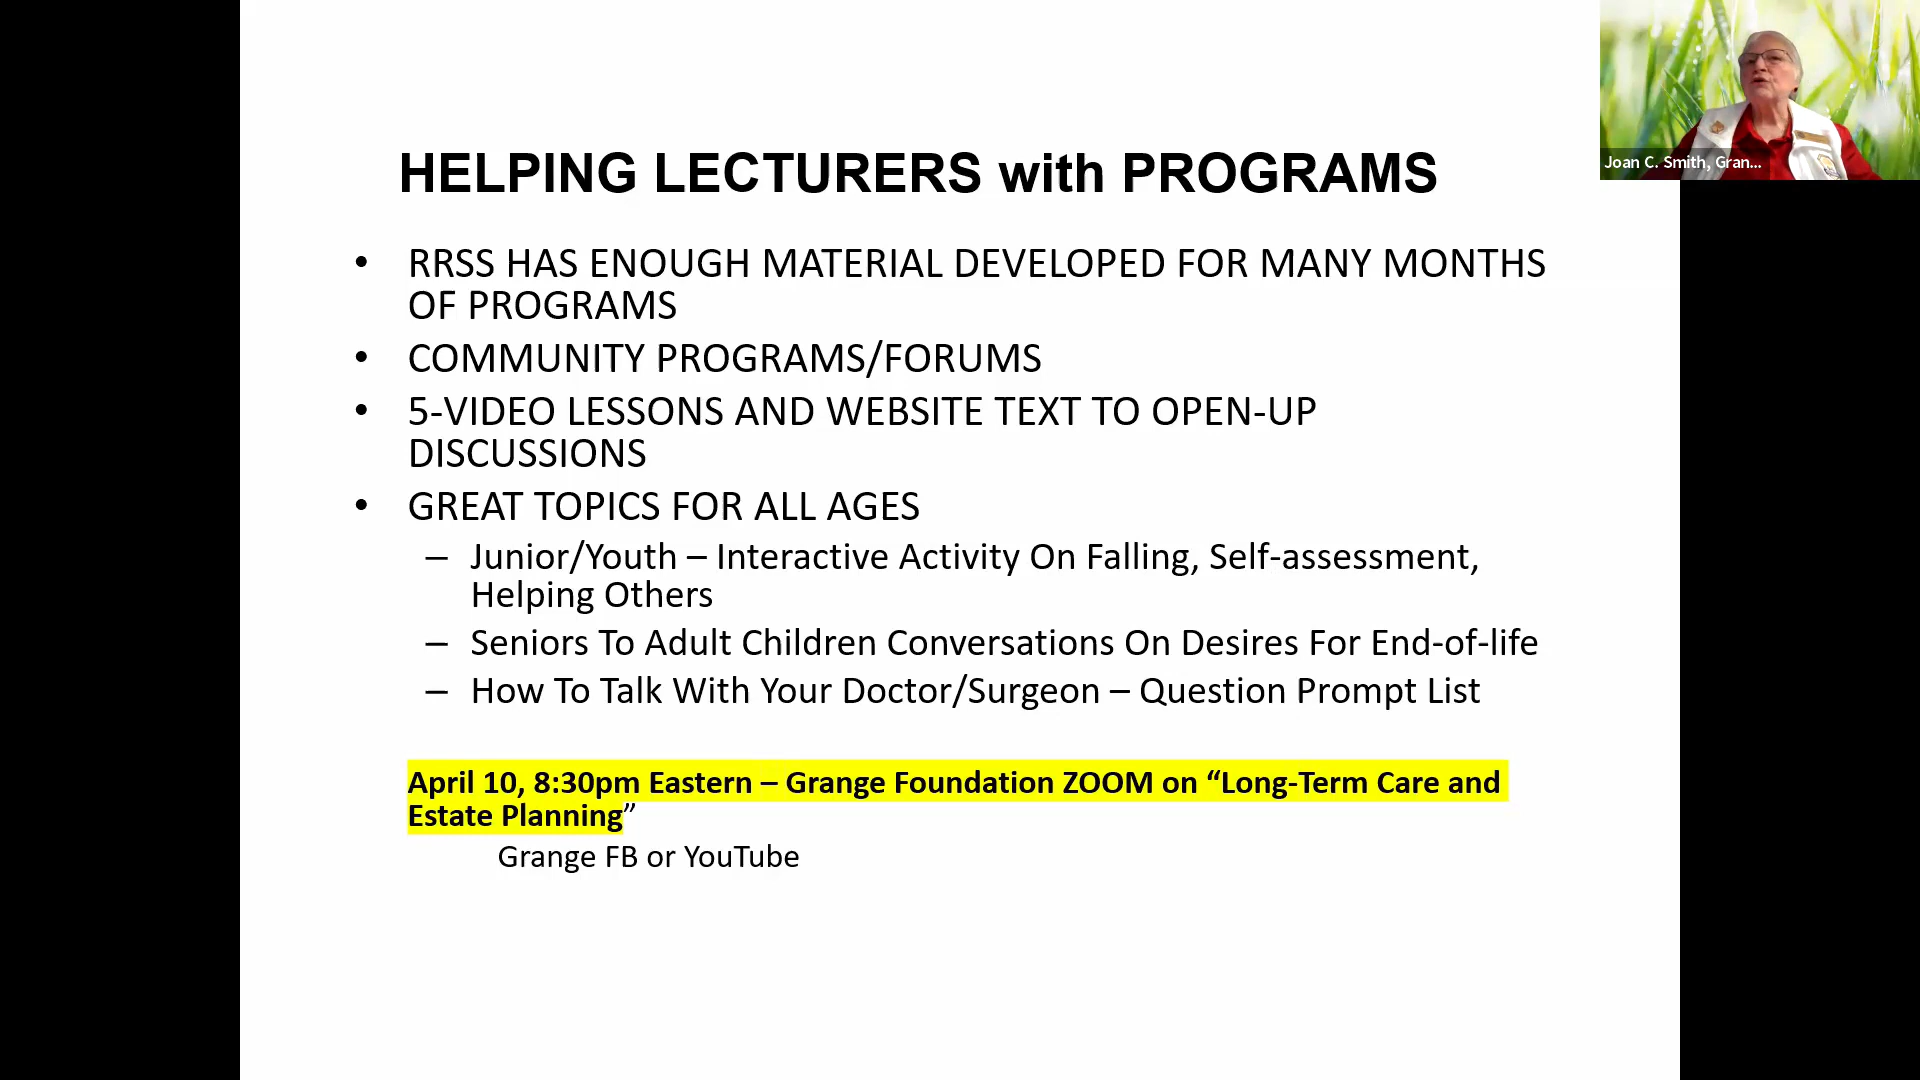 HELPING LECTURERS with PROGRAMS
Joan C. Smith, Gran...
• RRSS HAS ENOUGH MATERIAL DEVELOPED FOR MANY MONTHS
OF PROGRAMS
• COMMUNITY PROGRAMS/FORUMS
• 5-VIDEO LESSONS AND WEBSITE TEXT TO OPEN-UP
DISCUSSIONS
• GREAT TOPICS FOR ALL AGES
– Junior/Youth – Interactive Activity On Falling, Self-assessment,
Helping Others
– Seniors To Adult Children Conversations On Desires For End-of-life
– How To Talk With Your Doctor/Surgeon – Question Prompt List
April 10, 8:30pm Eastern – Grange Foundation ZOOM on “Long-Term Care and
Estate Planning”
Grange FB or YouTube